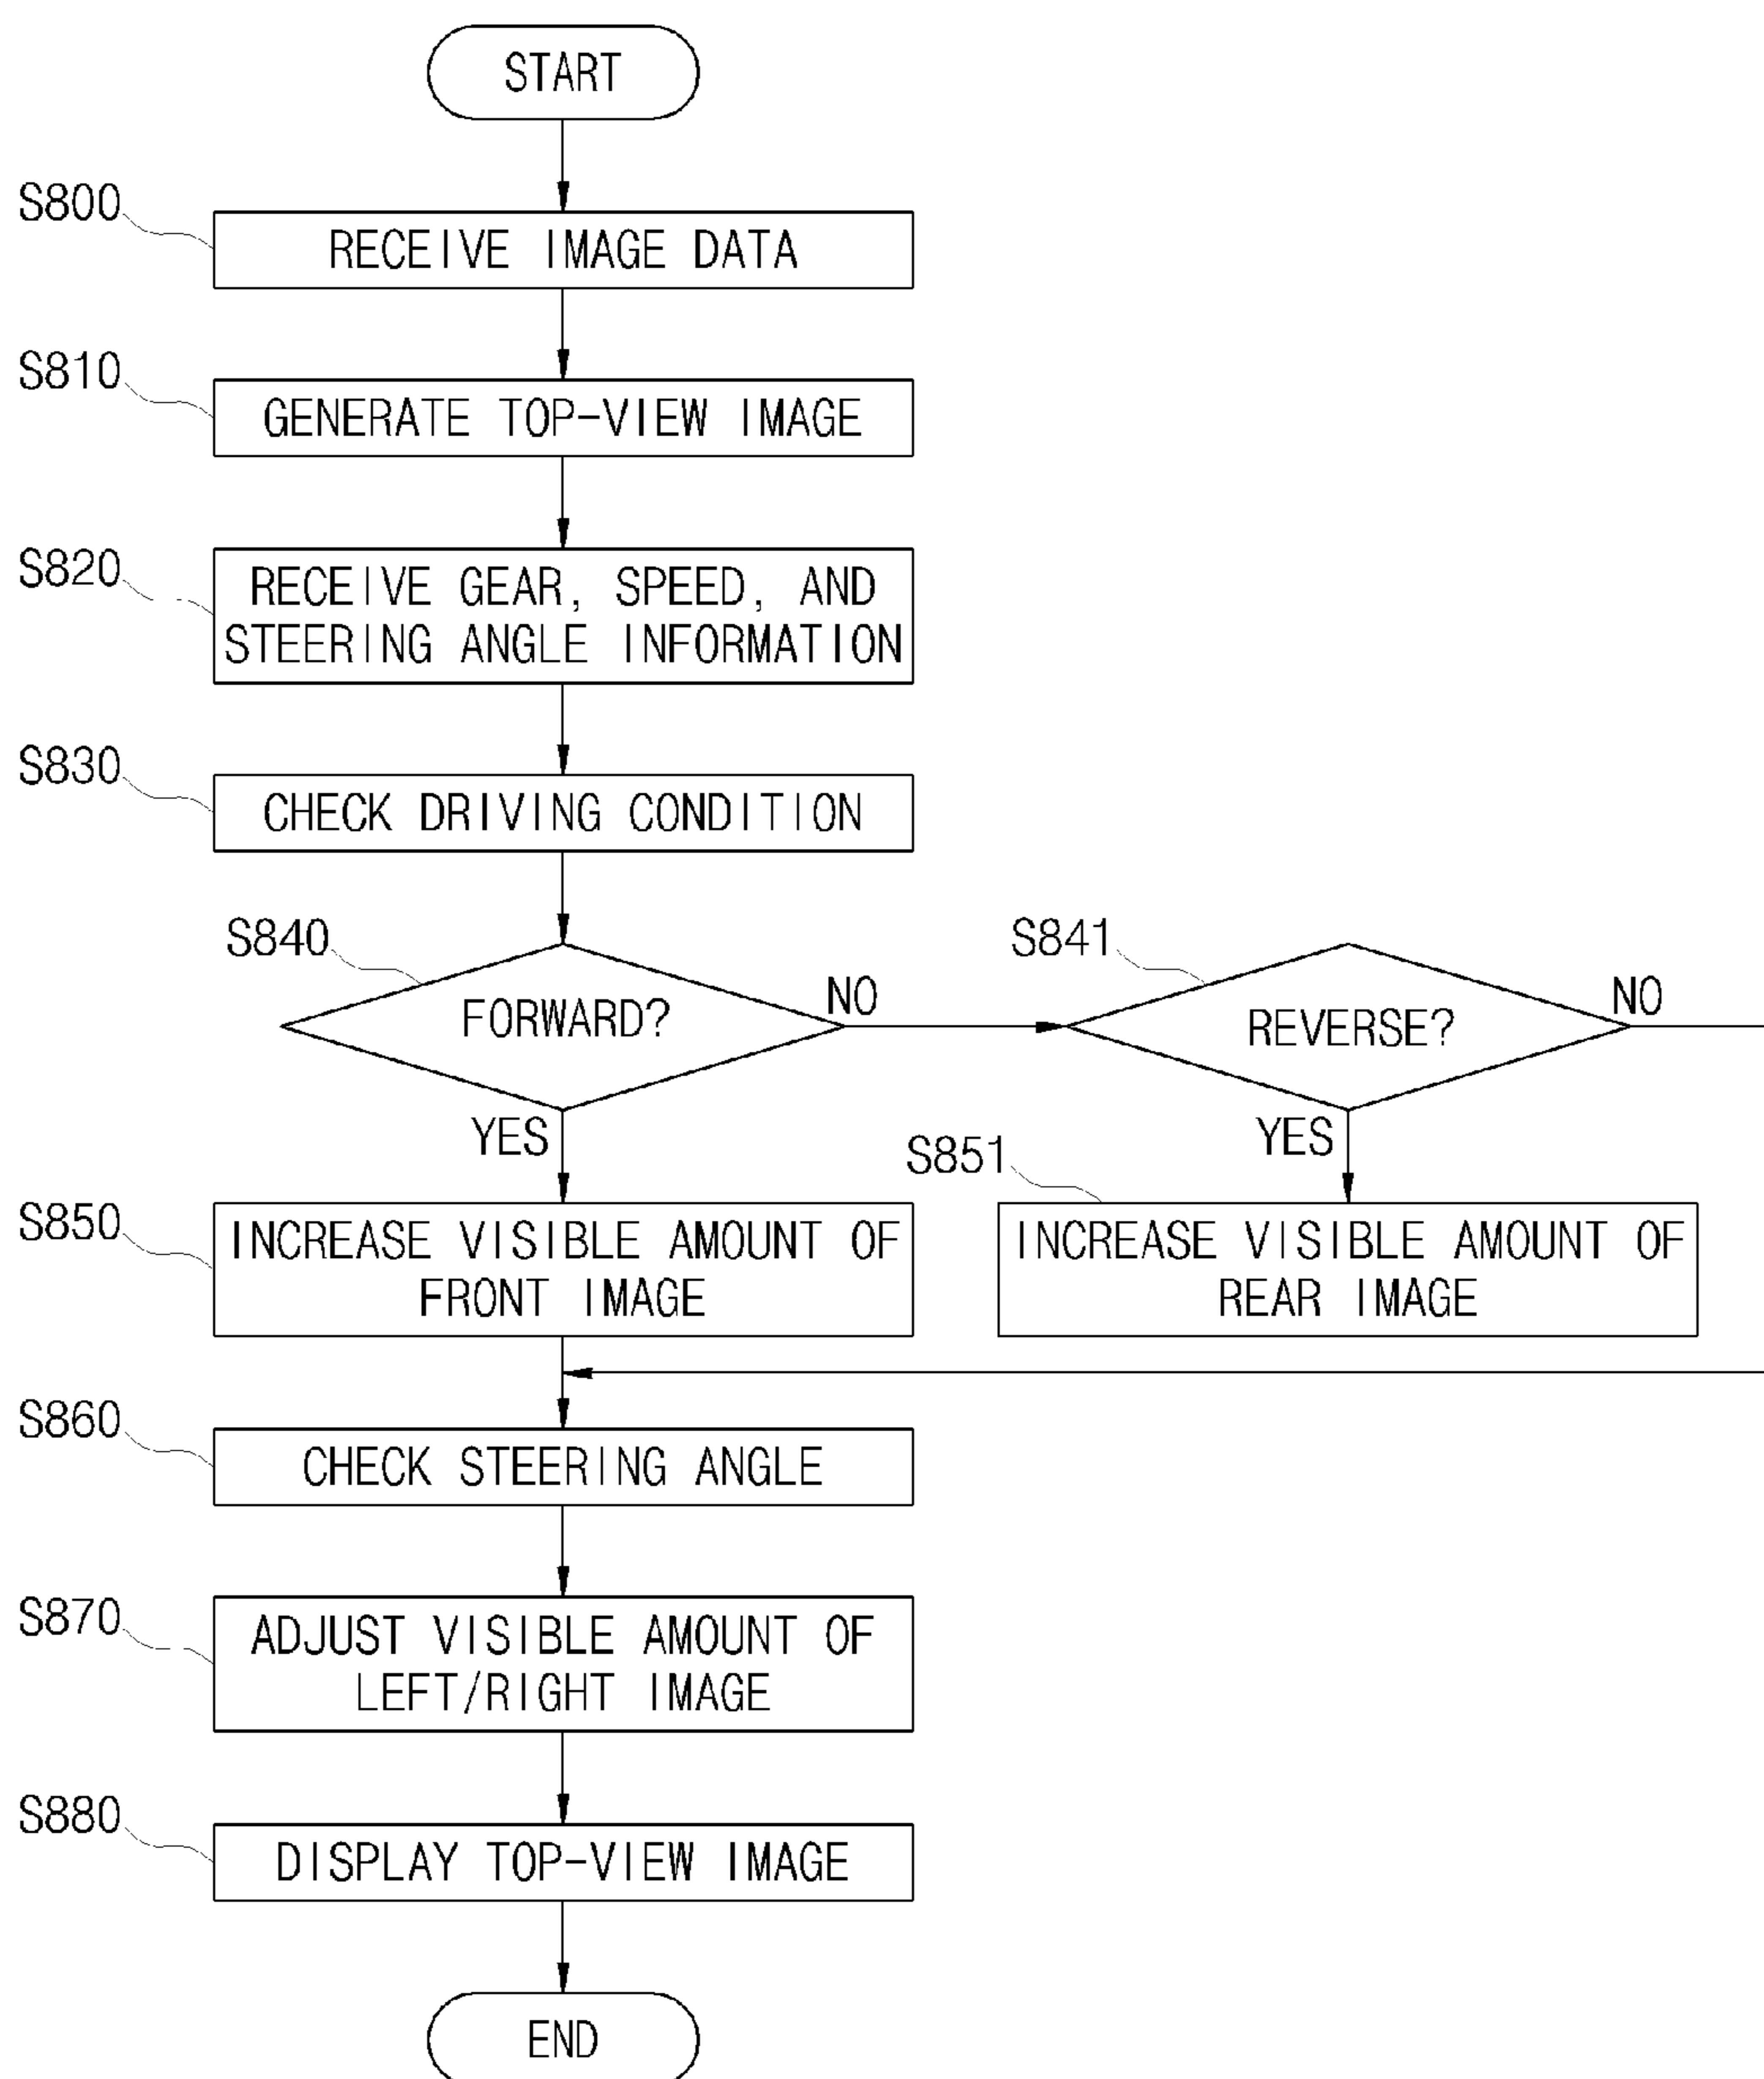 START
S800
RECEIVE IMAGE DATA
S810
GENERATE TOP-VIEW IMAGE
S820
RECEIVE GEAR, SPEED, AND
STEERING ANGLE INFORMATION
S830
CHECK DRIVING CONDITION
S840
FORWARD?
NO
S841
REVERSE?
NO
YES
YES
S850
INCREASE VISIBLE AMOUNT OF
FRONT IMAGE
S851
INCREASE VISIBLE AMOUNT OF
REAR IMAGE
S860
CHECK STEERING ANGLE
S870
ADJUST VISIBLE AMOUNT OF
LEFT/RIGHT IMAGE
S880
DISPLAY TOP-VIEW IMAGE
END